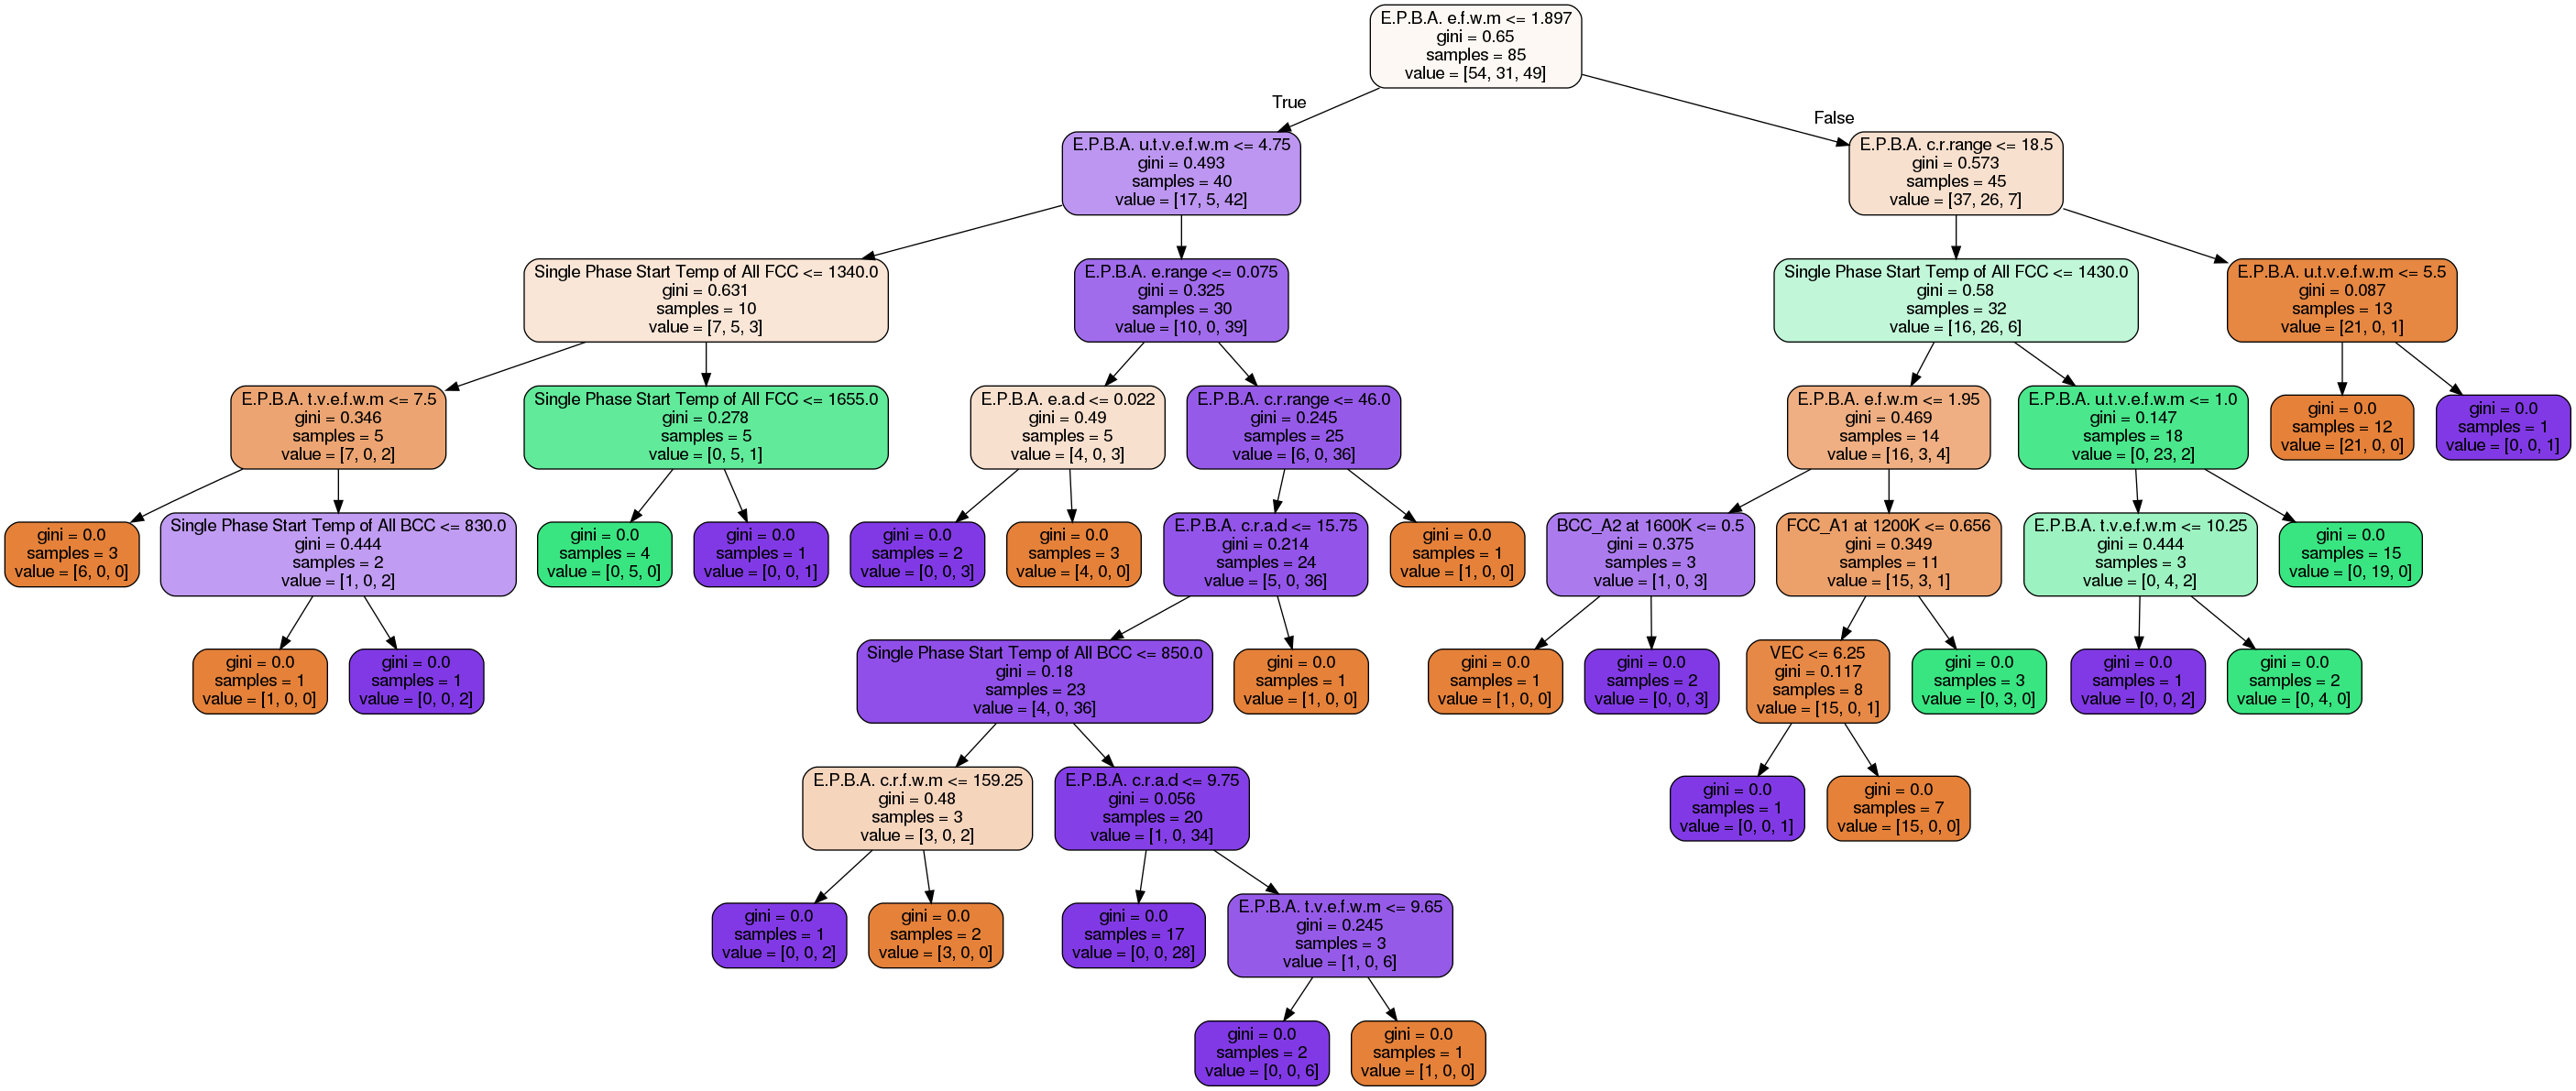 E.P.B.A. e.f.w.m <= 1.897
gini = 0.65
samples = 85
value = [54, 31, 49]
True
False
E.P.B.A. u.t.v.e.f.w.m <= 4.75
gini = 0.493
samples = 40
value = [17, 5, 42]
E.P.B.A. c.r.range <= 18.5
gini = 0.573
samples = 45
value = [37, 26, 7]
Single Phase Start Temp of All FCC <= 1340.0
gini = 0.631
samples = 10
value = [7, 5, 3]
E.P.B.A. e.range <= 0.075
gini = 0.325
samples = 30
value = [10, 0, 39]
Single Phase Start Temp of All FCC <= 1430.0
gini = 0.58
samples = 32
value = [16, 26, 6]
E.P.B.A. u.t.v.e.f.w.m <= 5.5
gini = 0.087
samples = 13
value = [21, 0, 1]
E.P.B.A. t.v.e.f.w.m <= 7.5
gini = 0.346
samples = 5
value = [7, 0, 2]
Single Phase Start Temp of All FCC <= 1655.0
gini = 0.278
samples = 5
value = [0, 5, 1]
E.P.B.A. e.a.d <= 0.022
gini = 0.49
samples = 5
value = [4, 0, 3]
E.P.B.A. c.r.range <= 46.0
gini = 0.245
samples = 25
value = [6, 0, 36]
E.P.B.A. e.f.w.m <= 1.95
gini = 0.469
samples = 14
value = [16, 3, 4]
E.P.B.A. u.t.v.e.f.w.m <= 1.0
gini = 0.147
samples = 18
value = [0, 23, 2]
gini = 0.0
samples = 12
value = [21, 0, 0]
gini = 0.0
samples = 1
value = [0, 0, 1]
gini = 0.0
samples = 3
value = [6, 0, 0]
Single Phase Start Temp of All BCC <= 830.0
gini = 0.444
samples = 2
value = [1, 0, 2]
gini = 0.0
samples = 4
value = [0, 5, 0]
gini = 0.0
samples = 1
value = [0, 0, 1]
gini = 0.0
samples = 2
value = [0, 0, 3]
gini = 0.0
samples = 3
value = [4, 0, 0]
E.P.B.A. c.r.a.d <= 15.75
gini = 0.214
samples = 24
value = [5, 0, 36]
gini = 0.0
samples = 1
value = [1, 0, 0]
BCC_A2 at 1600K <= 0.5
gini = 0.375
samples = 3
value = [1, 0, 3]
FCC_A1 at 1200K <= 0.656
gini = 0.349
samples = 11
value = [15, 3, 1]
E.P.B.A. t.v.e.f.w.m <= 10.25
gini = 0.444
samples = 3
value = [0, 4, 2]
gini = 0.0
samples = 15
value = [0, 19, 0]
gini = 0.0
samples = 1
value = [1, 0, 0]
gini = 0.0
samples = 1
value = [0, 0, 2]
Single Phase Start Temp of All BCC <= 850.0
gini = 0.18
samples = 23
value = [4, 0, 36]
gini = 0.0
samples = 1
value = [1, 0, 0]
gini = 0.0
samples = 1
value = [1, 0, 0]
gini = 0.0
samples = 2
value = [0, 0, 3]
VEC <= 6.25
gini = 0.117
samples = 8
value = [15, 0, 1]
gini = 0.0
samples = 3
value = [0, 3, 0]
gini = 0.0
samples = 1
value = [0, 0, 2]
gini = 0.0
samples = 2
value = [0, 4, 0]
E.P.B.A. c.r.f.w.m <= 159.25
gini = 0.48
samples = 3
value = [3, 0, 2]
E.P.B.A. c.r.a.d <= 9.75
gini = 0.056
samples = 20
value = [1, 0, 34]
gini = 0.0
samples = 1
value = [0, 0, 1]
gini = 0.0
samples = 7
value = [15, 0, 0]
gini = 0.0
samples = 1
value = [0, 0, 2]
gini = 0.0
samples = 2
value = [3, 0, 0]
gini = 0.0
samples = 17
value = [0, 0, 28]
E.P.B.A. t.v.e.f.w.m <= 9.65
gini = 0.245
samples = 3
value = [1, 0, 6]
gini = 0.0
samples = 2
value = [0, 0, 6]
gini = 0.0
samples = 1
value = [1, 0, 0]